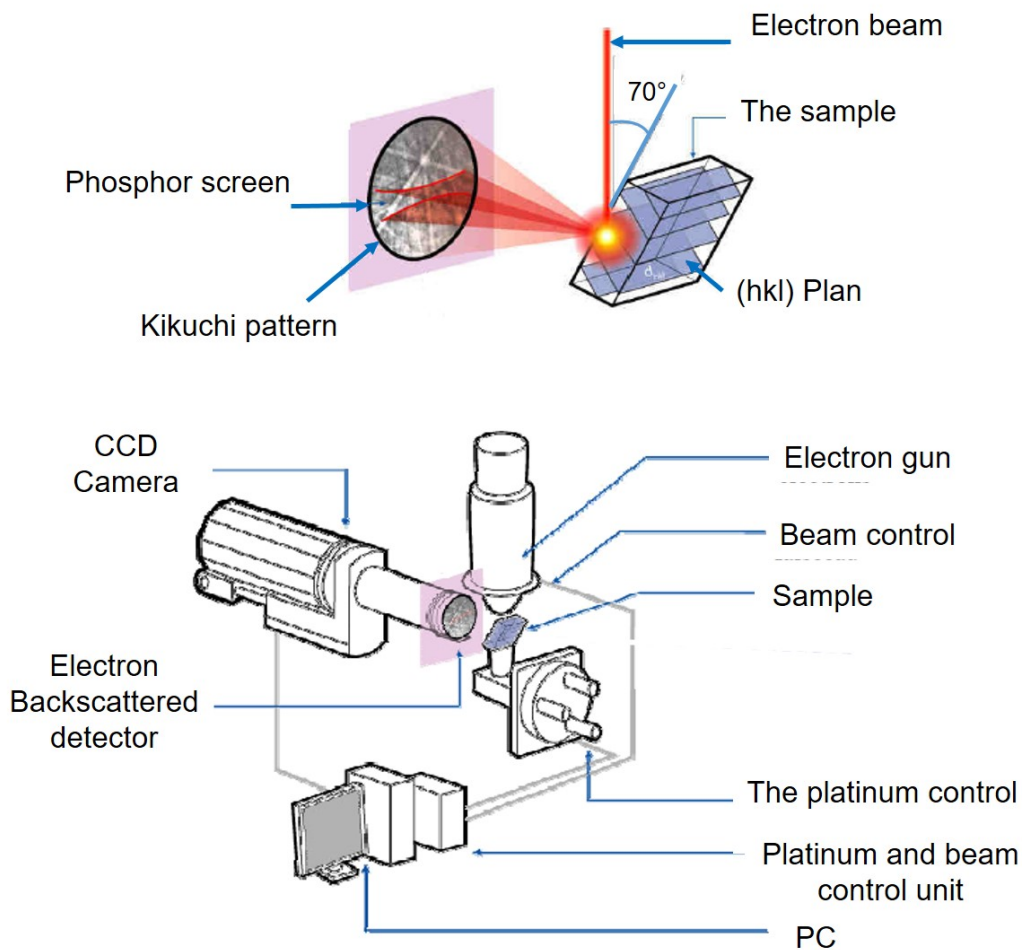 Electron beam
70°
The sample
Phosphor screen
d
(hkl) Plan
Kikuchi pattern
CCD
Camera
Electron gun
Beam control
Sample
Electron
Backscattered
detector
The platinum control
Platinum and beam
control unit
PC